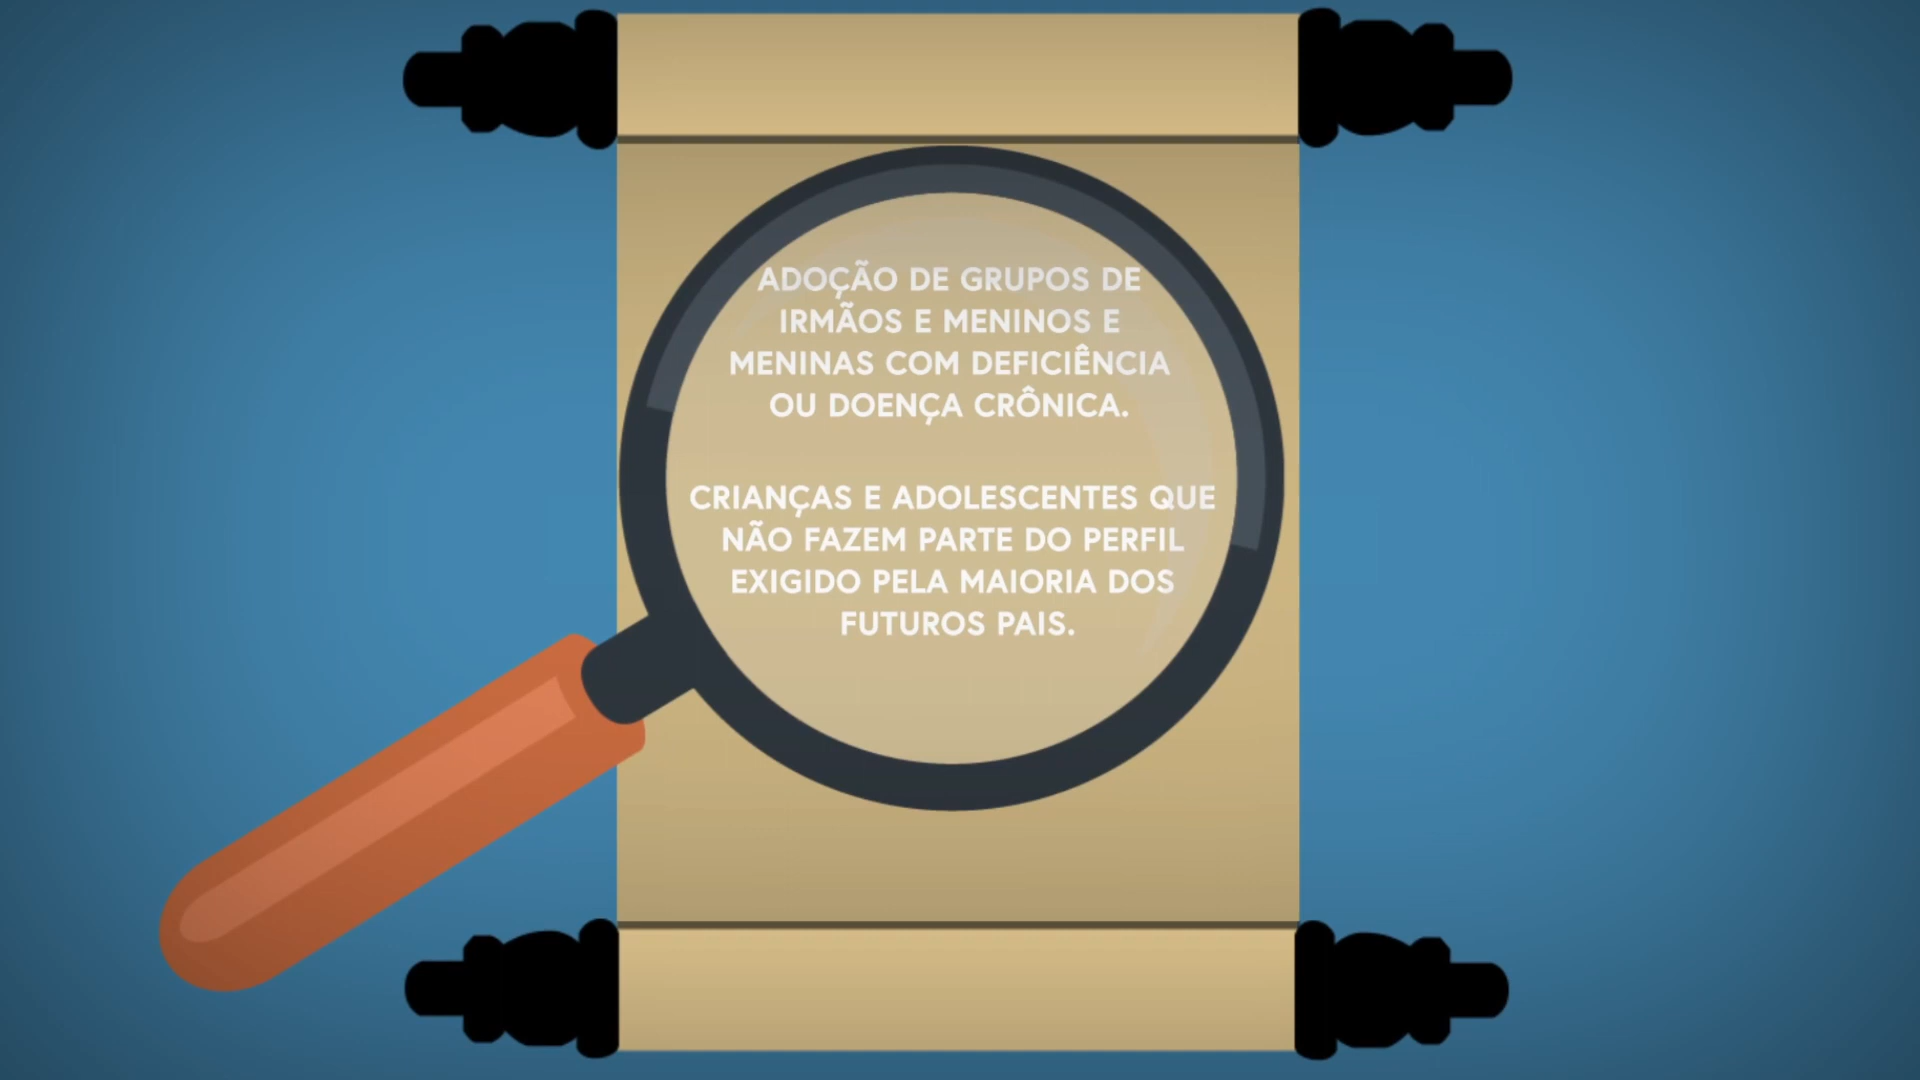 ADOÇÃO DE GRUPOS DE
IRMÃOS E MENINOS E
MENINAS COM DEFICIÊNCIA
OU DOENÇA CRÔNICA.
CRIANÇAS E ADOLESCENTES QUE
NÃO FAZEM PARTE DO PERFIL
EXIGIDO PELA MAIORIA DOS
FUTUROS PAIS.